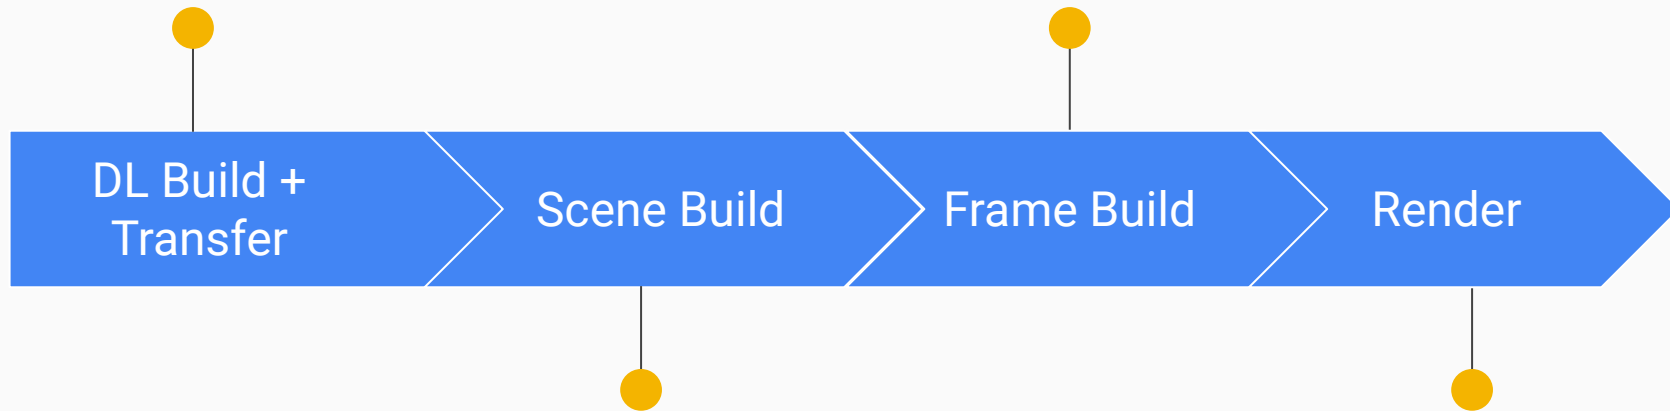 DL Build +
Transfer
Scene Build
Frame Build
Render